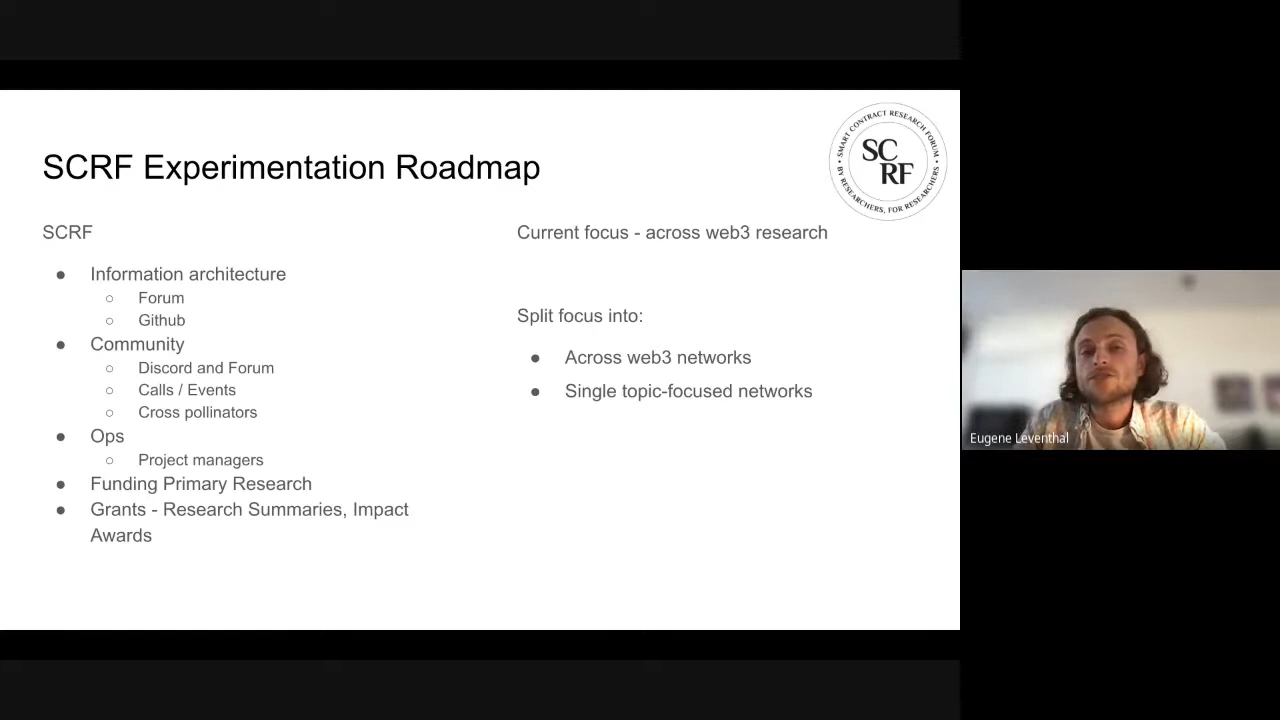 SCRF Experimentation Roadmap
SMART CONTRACT RESEARCH FORUM
• BY RESEARCHERS, FOR RESEARCHERS •
SC
RF
SCRF
● Information architecture
○ Forum
○ Github
● Community
○ Discord and Forum
○ Calls / Events
○ Cross pollinators
● Ops
○ Project managers
● Funding Primary Research
● Grants - Research Summaries, Impact
Awards
Current focus - across web3 research
Split focus into:
● Across web3 networks
● Single topic-focused networks
Eugene Leventhal